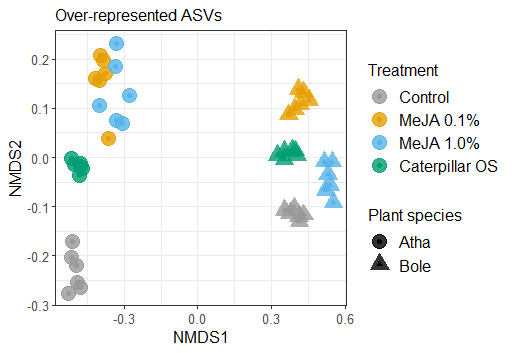 Over-represented ASVs
NMDS2
0.2
0.1
0.0
-0.1
-0.2
-0.3
-0.3
0.0
0.3
0.6
NMDS1
Treatment
Control
MeJA 0.1%
MeJA 1.0%
Caterpillar OS
Plant species
Atha
Bole